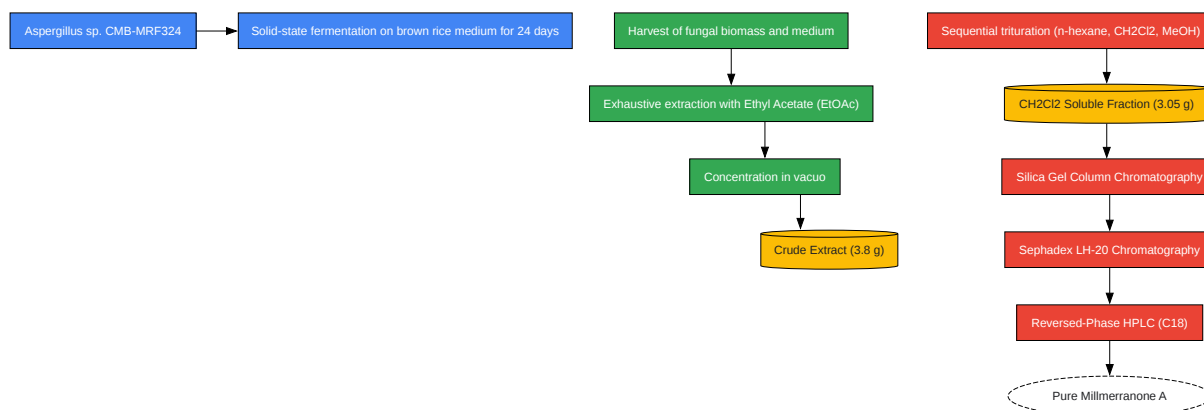 Aspergillus sp. CMB-MRF324
Solid-state fermentation on brown rice medium for 24 days
Harvest of fungal biomass and medium
Exhaustive extraction with Ethyl Acetate (EtOAc)
Concentration in vacuo
Crude Extract (3.8 g)
Sequential trituration (n-hexane, CH2Cl2, MeOH)
CH2Cl2 Soluble Fraction (3.05 g)
Silica Gel Column Chromatography
Sephadex LH-20 Chromatography
Reversed-Phase HPLC (C18)
Pure Millmerranone A